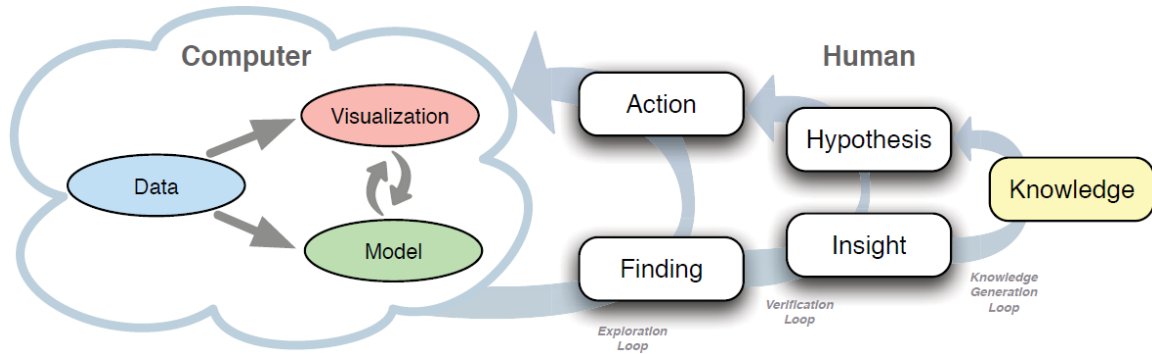 Computer
Human
Visualization
Data
Model
Action
Finding
Hypothesis
Insight
Knowledge
Exploration
Loop
Verification
Loop
Knowledge
Generation
Loop